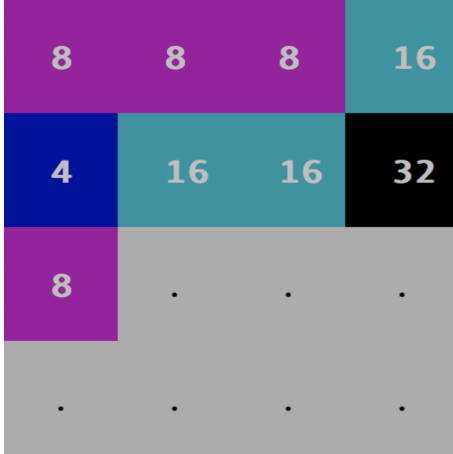 8 8 8 16
4 16 16 32
8 . . .
. . . .